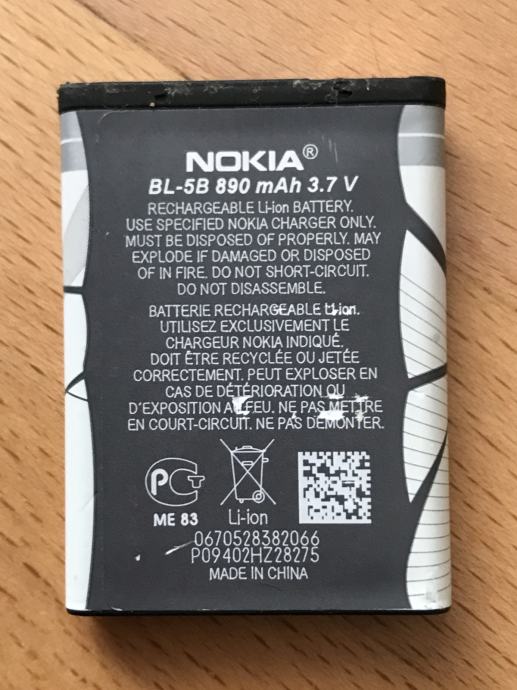 NOKIA®
BL-5B 890 mAh 3.7 V
RECHARGEABLE Li-ion BATTERY.
USE SPECIFIED NOKIA CHARGER ONLY.
MUST BE DISPOSED OF PROPERLY. MAY
EXPLODE IF DAMAGED OR DISPOSED
OF IN FIRE. DO NOT SHORT-CIRCUIT.
DO NOT DISASSEMBLE.
BATTERIE RECHARGEABLE Li-ion.
UTILISEZ EXCLUSIVEMENT LE
CHARGEUR NOKIA INDIQUÉ.
DOIT ÊTRE RECYCLÉE OU JETÉE
CORRECTEMENT. PEUT EXPLOSER EN
CAS DE DÉTÉRIORATION OU
D'EXPOSITION AU FEU. NE PAS METTRE
EN COURT-CIRCUIT. NE PAS DÉMONTER.
РСТ
ME 83
Li-ion
0670528382066
P09402HZ28275
MADE IN CHINA